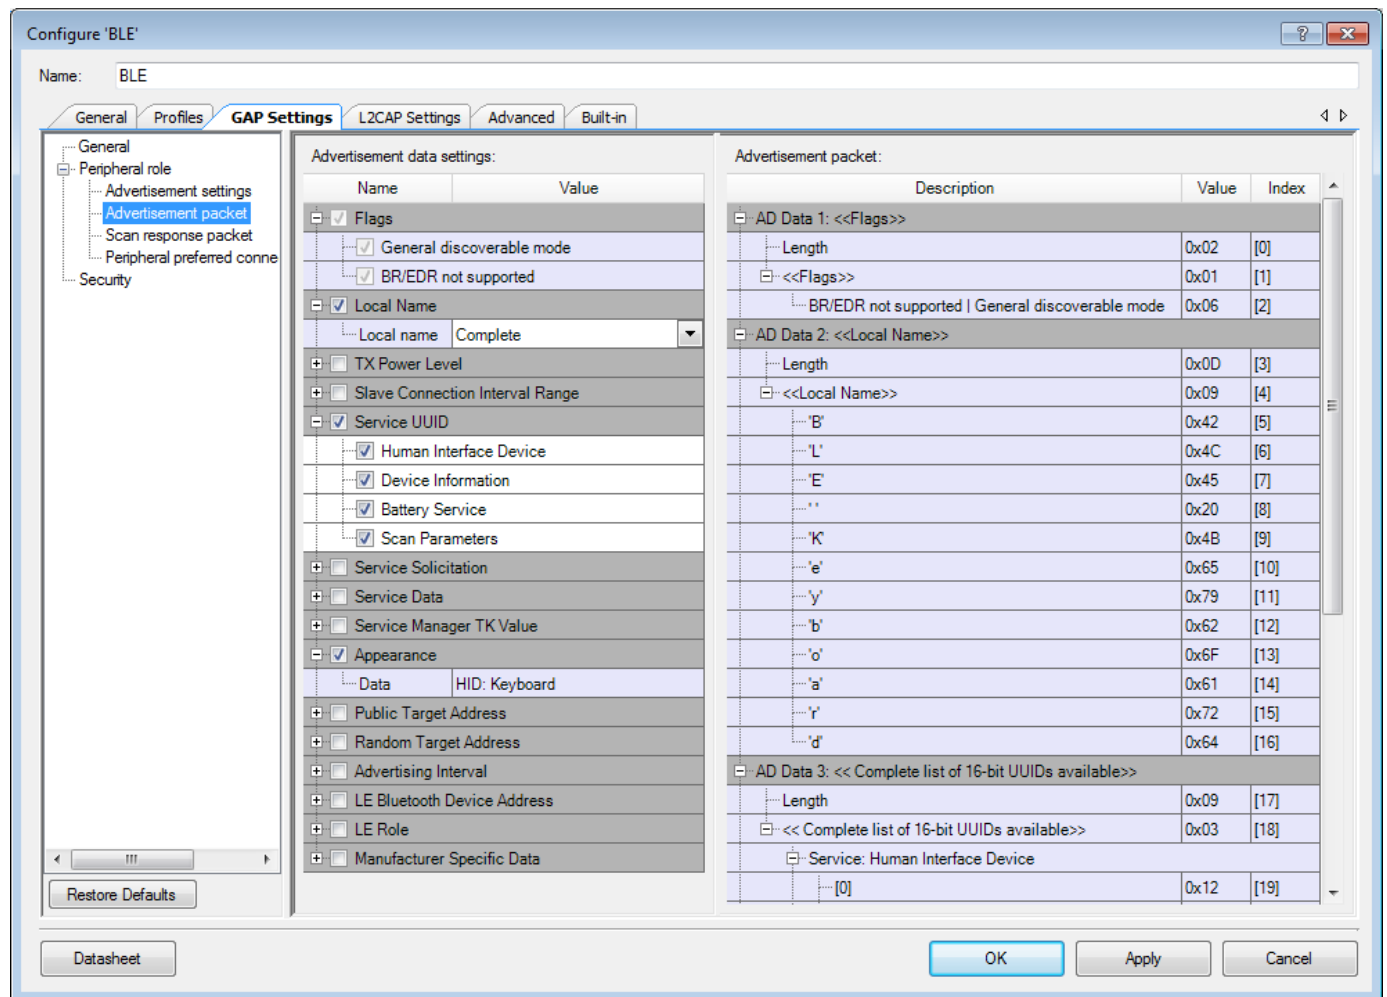 Configure 'BLE'
Name: BLE
General Profiles GAP Settings L2CAP Settings Advanced Built-in
General
Peripheral role
Advertisement settings
Advertisement packet
Scan response packet
Peripheral preferred conne
Security
Restore Defaults
Advertisement data settings:
Name Value
Flags
General discoverable mode
BR/EDR not supported
Local Name
Local name Complete
TX Power Level
Slave Connection Interval Range
Service UUID
Human Interface Device
Device Information
Battery Service
Scan Parameters
Service Solicitation
Service Data
Service Manager TK Value
Appearance
Data HID: Keyboard
Public Target Address
Random Target Address
Advertising Interval
LE Bluetooth Device Address
LE Role
Manufacturer Specific Data
Advertisement packet:
Description Value Index
AD Data 1: <<Flags>>
Length 0x02 [0]
<<Flags>> 0x01 [1]
BR/EDR not supported | General discoverable mode 0x06 [2]
AD Data 2: <<Local Name>>
Length 0x0D [3]
<<Local Name>> 0x09 [4]
'B' 0x42 [5]
'L' 0x4C [6]
'E' 0x45 [7]
' ' 0x20 [8]
'K' 0x4B [9]
'e' 0x65 [10]
'y' 0x79 [11]
'b' 0x62 [12]
'o' 0x6F [13]
'a' 0x61 [14]
'r' 0x72 [15]
'd' 0x64 [16]
AD Data 3: << Complete list of 16-bit UUIDs available>>
Length 0x09 [17]
<< Complete list of 16-bit UUIDs available>> 0x03 [18]
Service: Human Interface Device
[0] 0x12 [19]
Datasheet OK Apply Cancel